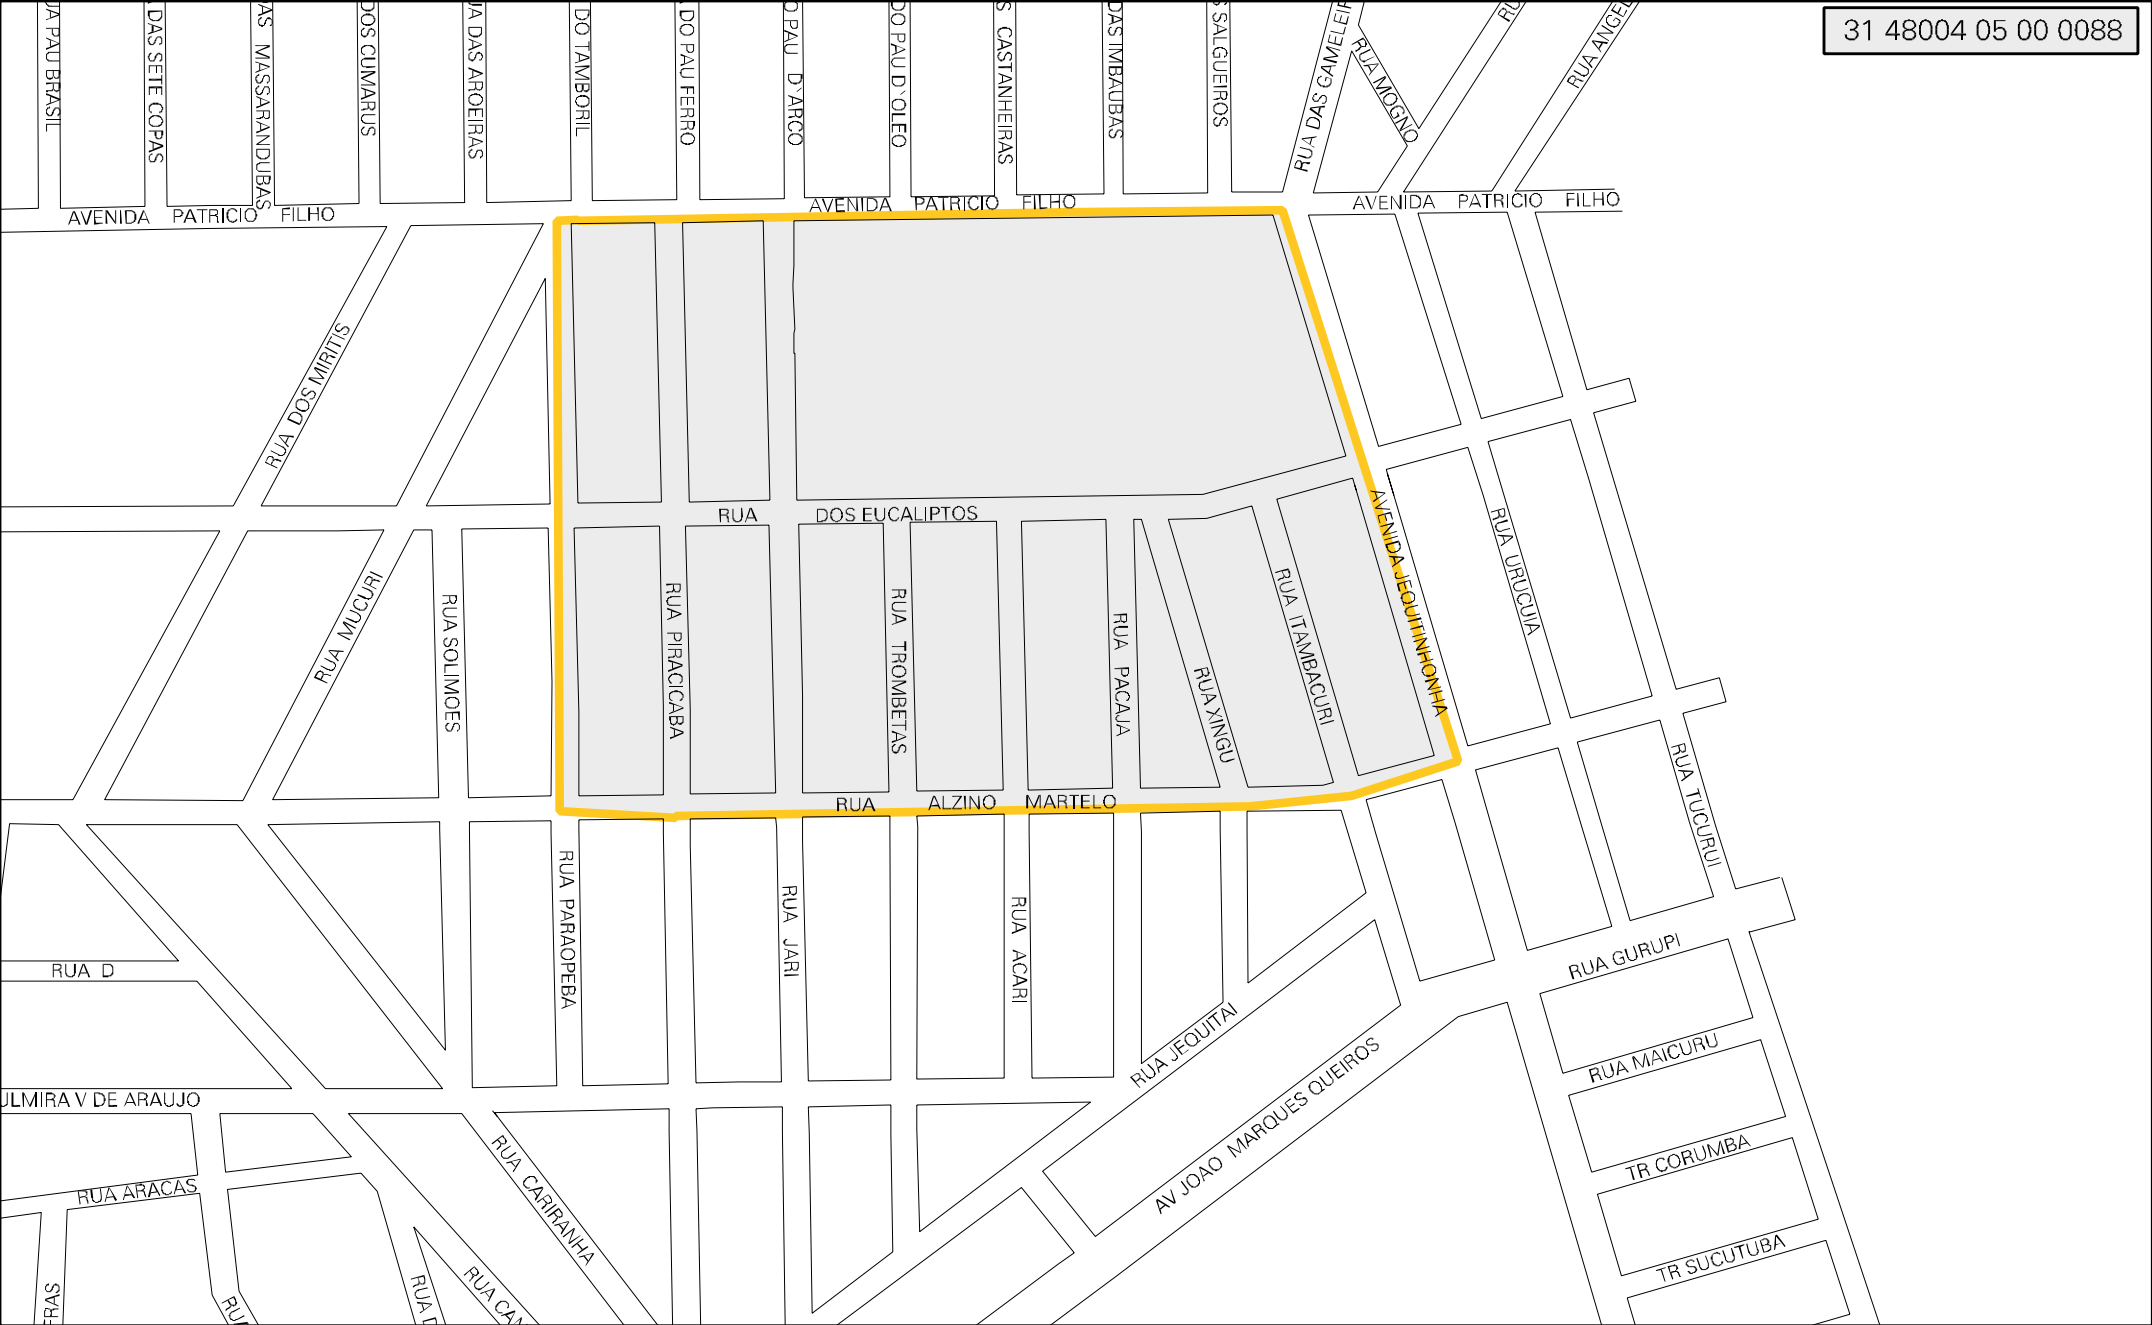 31 48004 05 00 0088
PAU BRASIL
DAS SETE COPAS
MASSARANDUBAS
DOS CUMARUS
DAS AROEIRAS
DO TAMBORIL
DO PAU FERRO
PAU D`ARCO
DO PAU D`OLEO
CASTANHEIRAS
DAS IMBAUBAS
SALGUEIROS
RUA DAS
RUA MOGNO
RUA
AVENIDA PATRICIO FILHO
AVENIDA PATRICIO FILHO
AVENIDA PATRICIO FILHO
RUA DOS MIRITIS
RUA DOS EUCALIPTOS
AVENIDA JEQUITINHONHA
RUA URUCUIA
RUA MUCURI
RUA SOLIMOES
RUA PIRACICABA
RUA TROMBETAS
RUA PACAJA
RUA XINGU
RUA ITAMBACURI
RUA ALZINO MARTELO
RUA TUCURUI
RUA PARAOPEBA
RUA JARI
RUA ACARI
RUA D
RUA GURUPI
RUA JEQUITAI
RUA MAICURU
AV JOAO MARQUES QUEIROS
V DE ARAUJO
RUA ARACAS
RUA CARIRANHA
TR CORUMBA
TR SUCUTUBA
RUA
RUA